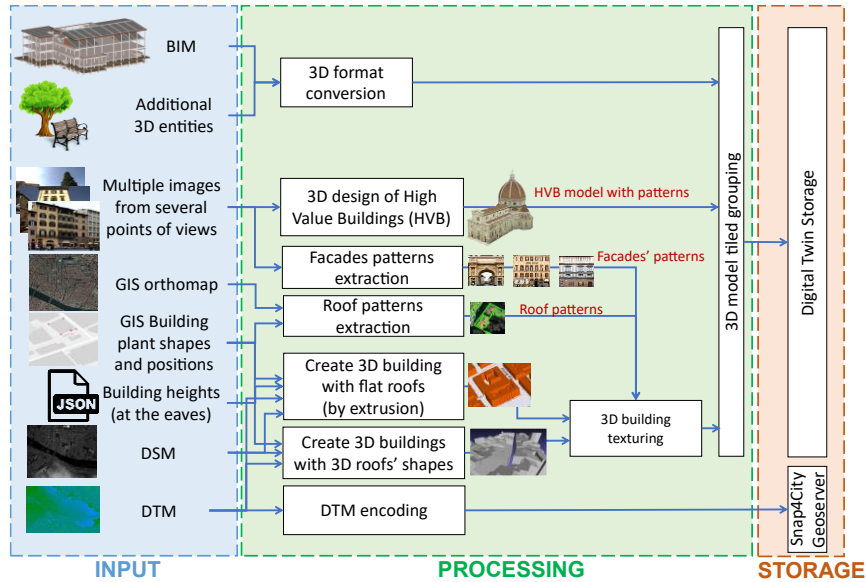 BIM
Additional
3D entities
Multiple images
from several
points of views
GIS orthomap
GIS Building
plant shapes
and positions
JSON
Building heights
(at the eaves)
DSM
DTM
INPUT
3D format
conversion
3D design of High
Value Buildings (HVB)
HVB model with patterns
Facades patterns
extraction
Facades' patterns
Roof patterns
extraction
Roof patterns
Create 3D building
with flat roofs
(by extrusion)
Create 3D buildings
with 3D roofs' shapes
3D building
texturing
DTM encoding
3D model tiled grouping
PROCESSING
Digital Twin Storage
Snap4City
Geoserver
STORAGE